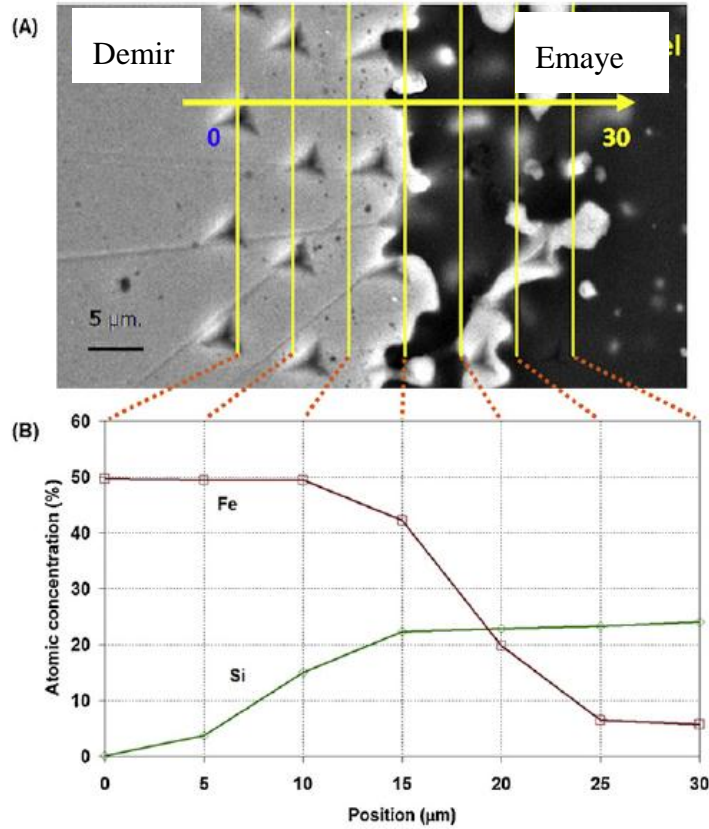 (A)
Demir
Emaye
el
0
30
5 µm.
(B)
60
50
40
30
20
10
0
Atomic concentration (%)
Fe
Si
0 5 10 15 20 25 30
Position (µm)